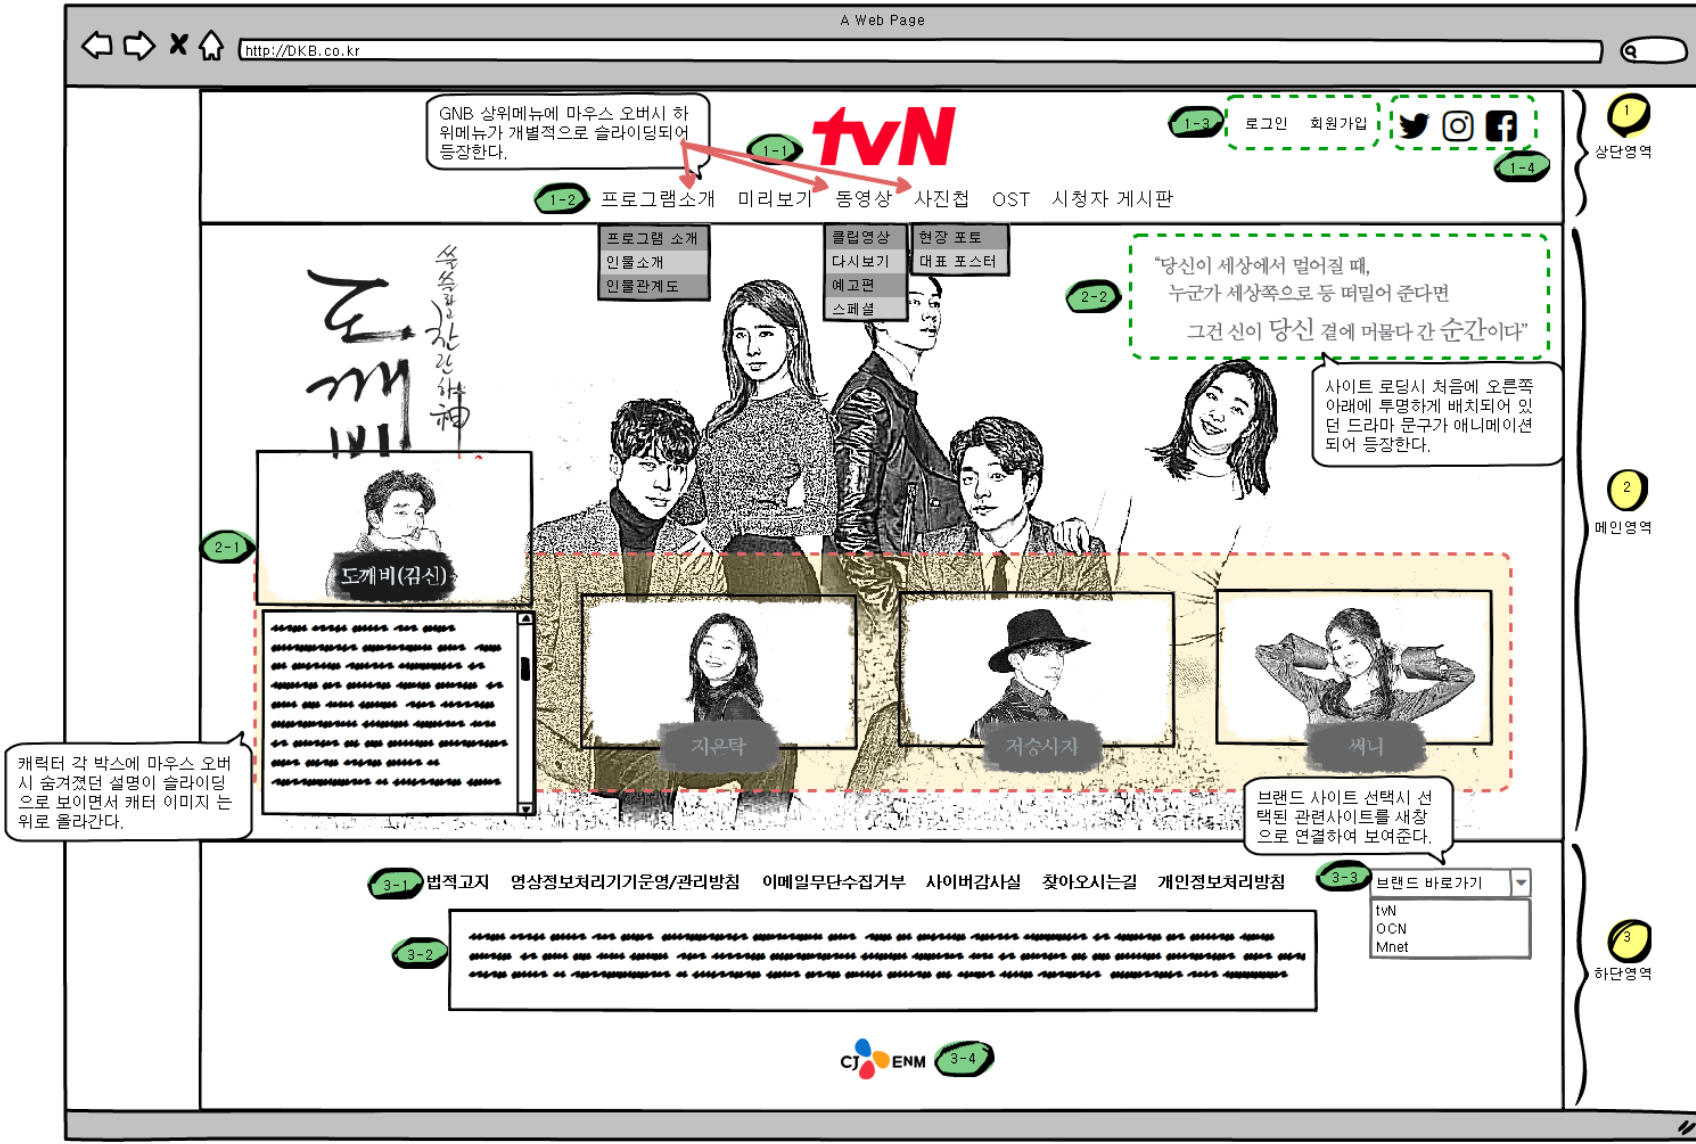 A Web Page
http://DKB.co.kr
GNB 상위메뉴에 마우스 오버시 하
위메뉴가 개별적으로 슬라이딩되어
등장한다.
1-1
tvN
1-3
로그인 회원가입
1-4
1
상단영역
1-2
프로그램소개 미리보기 동영상 사진첩 OST 시청자 게시판
프로그램 소개
인물소개
인물관계도
클립영상
다시보기
예고편
스페셜
현장 포토
대표 포스터
쓸쓸하고 찬란하神
도깨비
2-2
“당신이 세상에서 멀어질 때,
누군가 세상쪽으로 등 떠밀어 준다면
그건 신이 당신 곁에 머물다 간 순간이다”
사이트 로딩시 처음에 오른쪽
아래에 투명하게 배치되어 있
던 드라마 문구가 애니메이션
되어 등장한다.
2
메인영역
2-1
도깨비(김신)
지은탁
저승사자
써니
캐릭터 각 박스에 마우스 오버
시 숨겨졌던 설명이 슬라이딩
으로 보이면서 캐터 이미지 는
위로 올라간다.
브랜드 사이트 선택시 선
택된 관련사이트를 새창
으로 연결하여 보여준다.
3-1
법적고지 영상정보처리기기운영/관리방침 이메일무단수집거부 사이버감사실 찾아오시는길 개인정보처리방침
3-3
브랜드 바로가기
tvN
OCN
Mnet
3-2
3
하단영역
CJ ENM
3-4